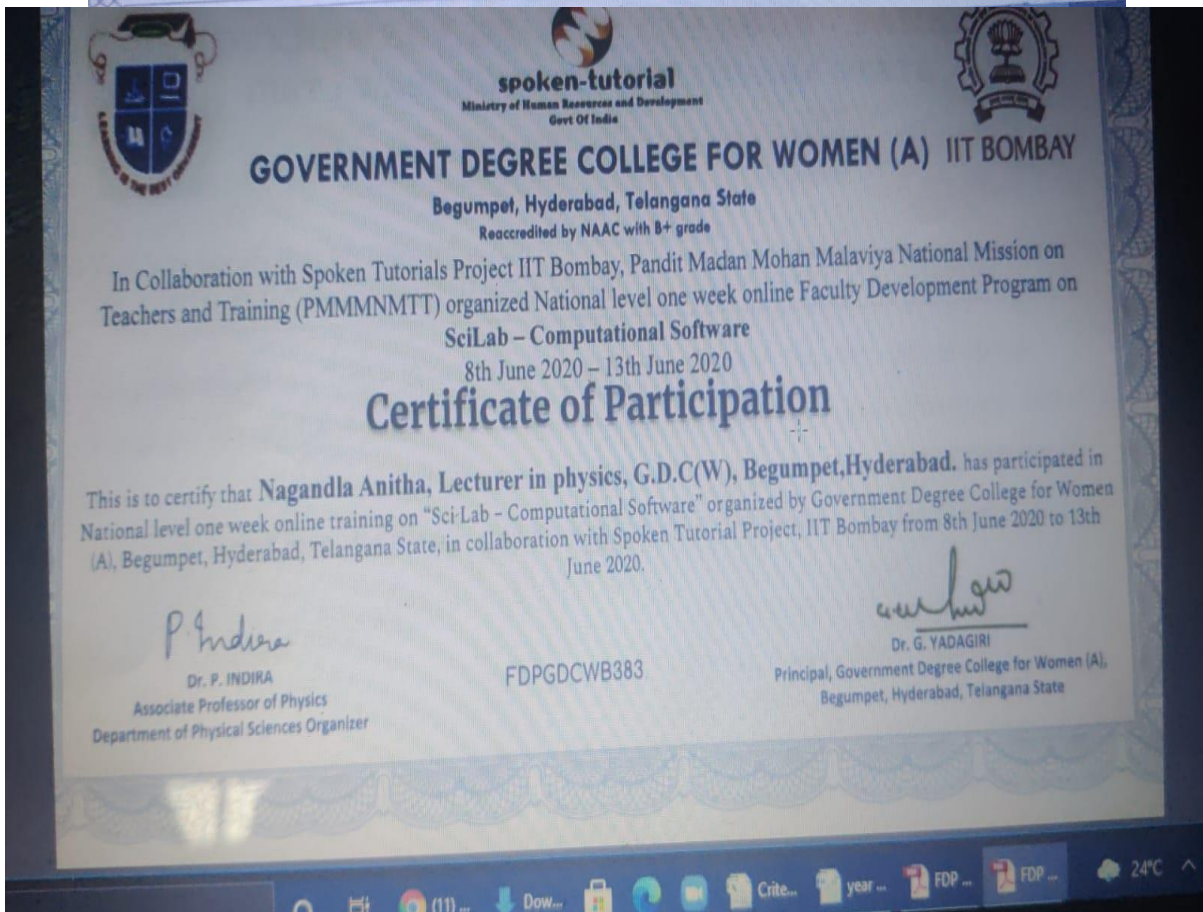 LEARNING IS THE BEST ORNAMENT
spoken-tutorial
Ministry of Human Resources and Development
Govt Of India
GOVERNMENT DEGREE COLLEGE FOR WOMEN (A) IIT BOMBAY
Begumpet, Hyderabad, Telangana State
Reaccredited by NAAC with B+ grade
In Collaboration with Spoken Tutorials Project IIT Bombay, Pandit Madan Mohan Malaviya National Mission on
Teachers and Training (PMMMNMTT) organized National level one week online Faculty Development Program on
SciLab – Computational Software
8th June 2020 – 13th June 2020
Certificate of Participation
This is to certify that Nagandla Anitha, Lecturer in physics, G.D.C(W), Begumpet,Hyderabad. has participated in
National level one week online training on "Sci-Lab – Computational Software" organized by Government Degree College for Women
(A), Begumpet, Hyderabad, Telangana State, in collaboration with Spoken Tutorial Project, IIT Bombay from 8th June 2020 to 13th
June 2020.
P. Indira
Dr. P. INDIRA
Associate Professor of Physics
Department of Physical Sciences Organizer
FDPGDCWB383
Dr. G. YADAGIRI
Principal, Government Degree College for Women (A),
Begumpet, Hyderabad, Telangana State
(11) ... Dow... Crite... year ... FDP ... FDP ... 24°C